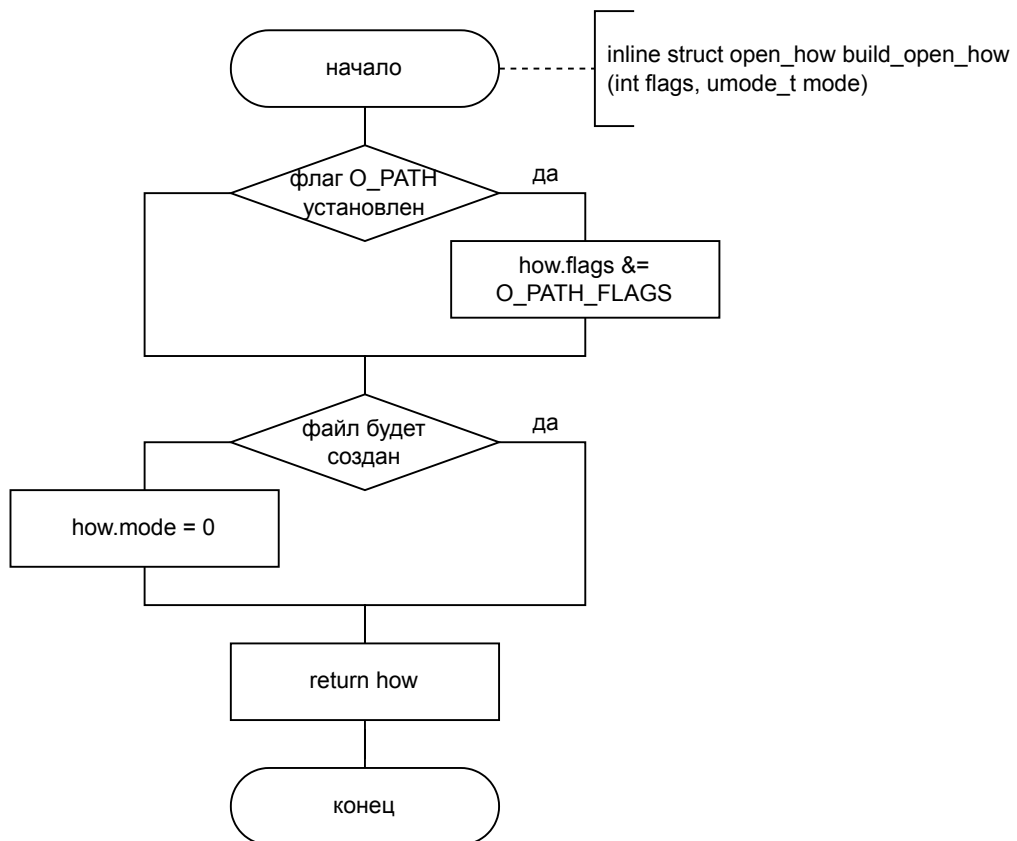 начало
inline struct open_how build_open_how
(int flags, umode_t mode)
флаг O_PATH
установлен
да
how.flags &=
O_PATH_FLAGS
файл будет
создан
да
how.mode = 0
return how
конец